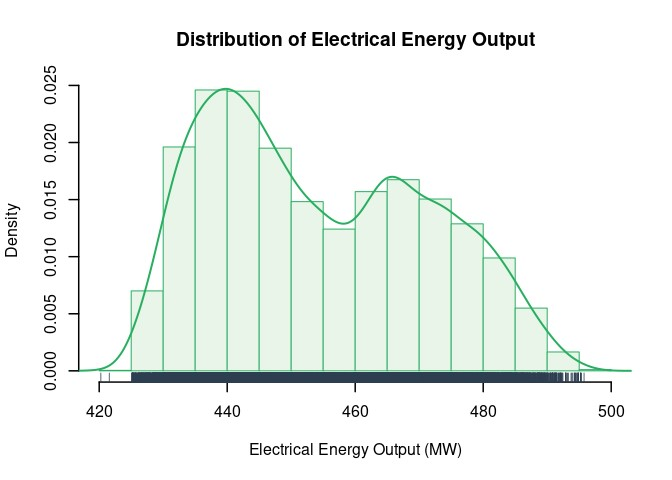 Distribution of Electrical Energy Output
Density
0.025
0.020
0.015
0.010
0.005
0.000
420 440 460 480 500
Electrical Energy Output (MW)